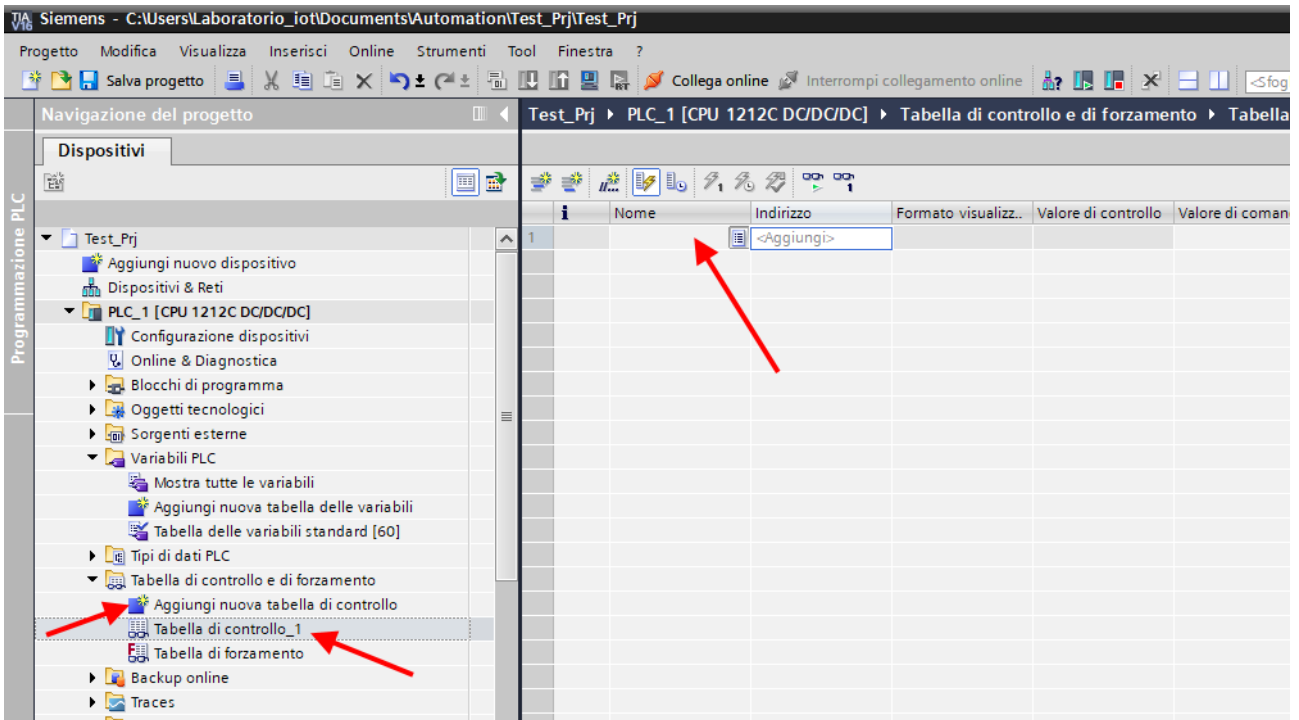 TIA V16 Siemens - C:\Users\Laboratorio_iot\Documents\Automation\Test_Prj\Test_Prj
Progetto Modifica Visualizza Inserisci Online Strumenti Tool Finestra ?
Salva progetto Collega online Interrompi collegamento online <Sfog
Navigazione del progetto
Test_Prj PLC_1 [CPU 1212C DC/DC/DC] Tabella di controllo e di forzamento Tabella
Dispositivi
Programmazione PLC
i Nome Indirizzo Formato visualizz.. Valore di controllo Valore di coman
1 <Aggiungi>
Test_Prj
Aggiungi nuovo dispositivo
Dispositivi & Reti
PLC_1 [CPU 1212C DC/DC/DC]
Configurazione dispositivi
Online & Diagnostica
Blocchi di programma
Oggetti tecnologici
Sorgenti esterne
Variabili PLC
Mostra tutte le variabili
Aggiungi nuova tabella delle variabili
Tabella delle variabili standard [60]
Tipi di dati PLC
Tabella di controllo e di forzamento
Aggiungi nuova tabella di controllo
Tabella di controllo_1
Tabella di forzamento
Backup online
Traces